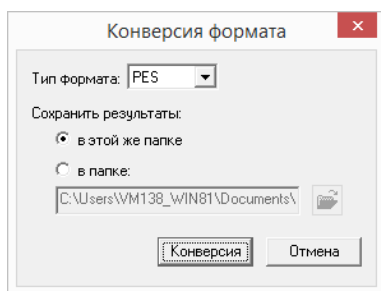 Конверсия формата
Тип формата: PES
Сохранить результаты:
в этой же папке
в папке:
C:\Users\VM138_WIN81\Documents\
Конверсия Отмена